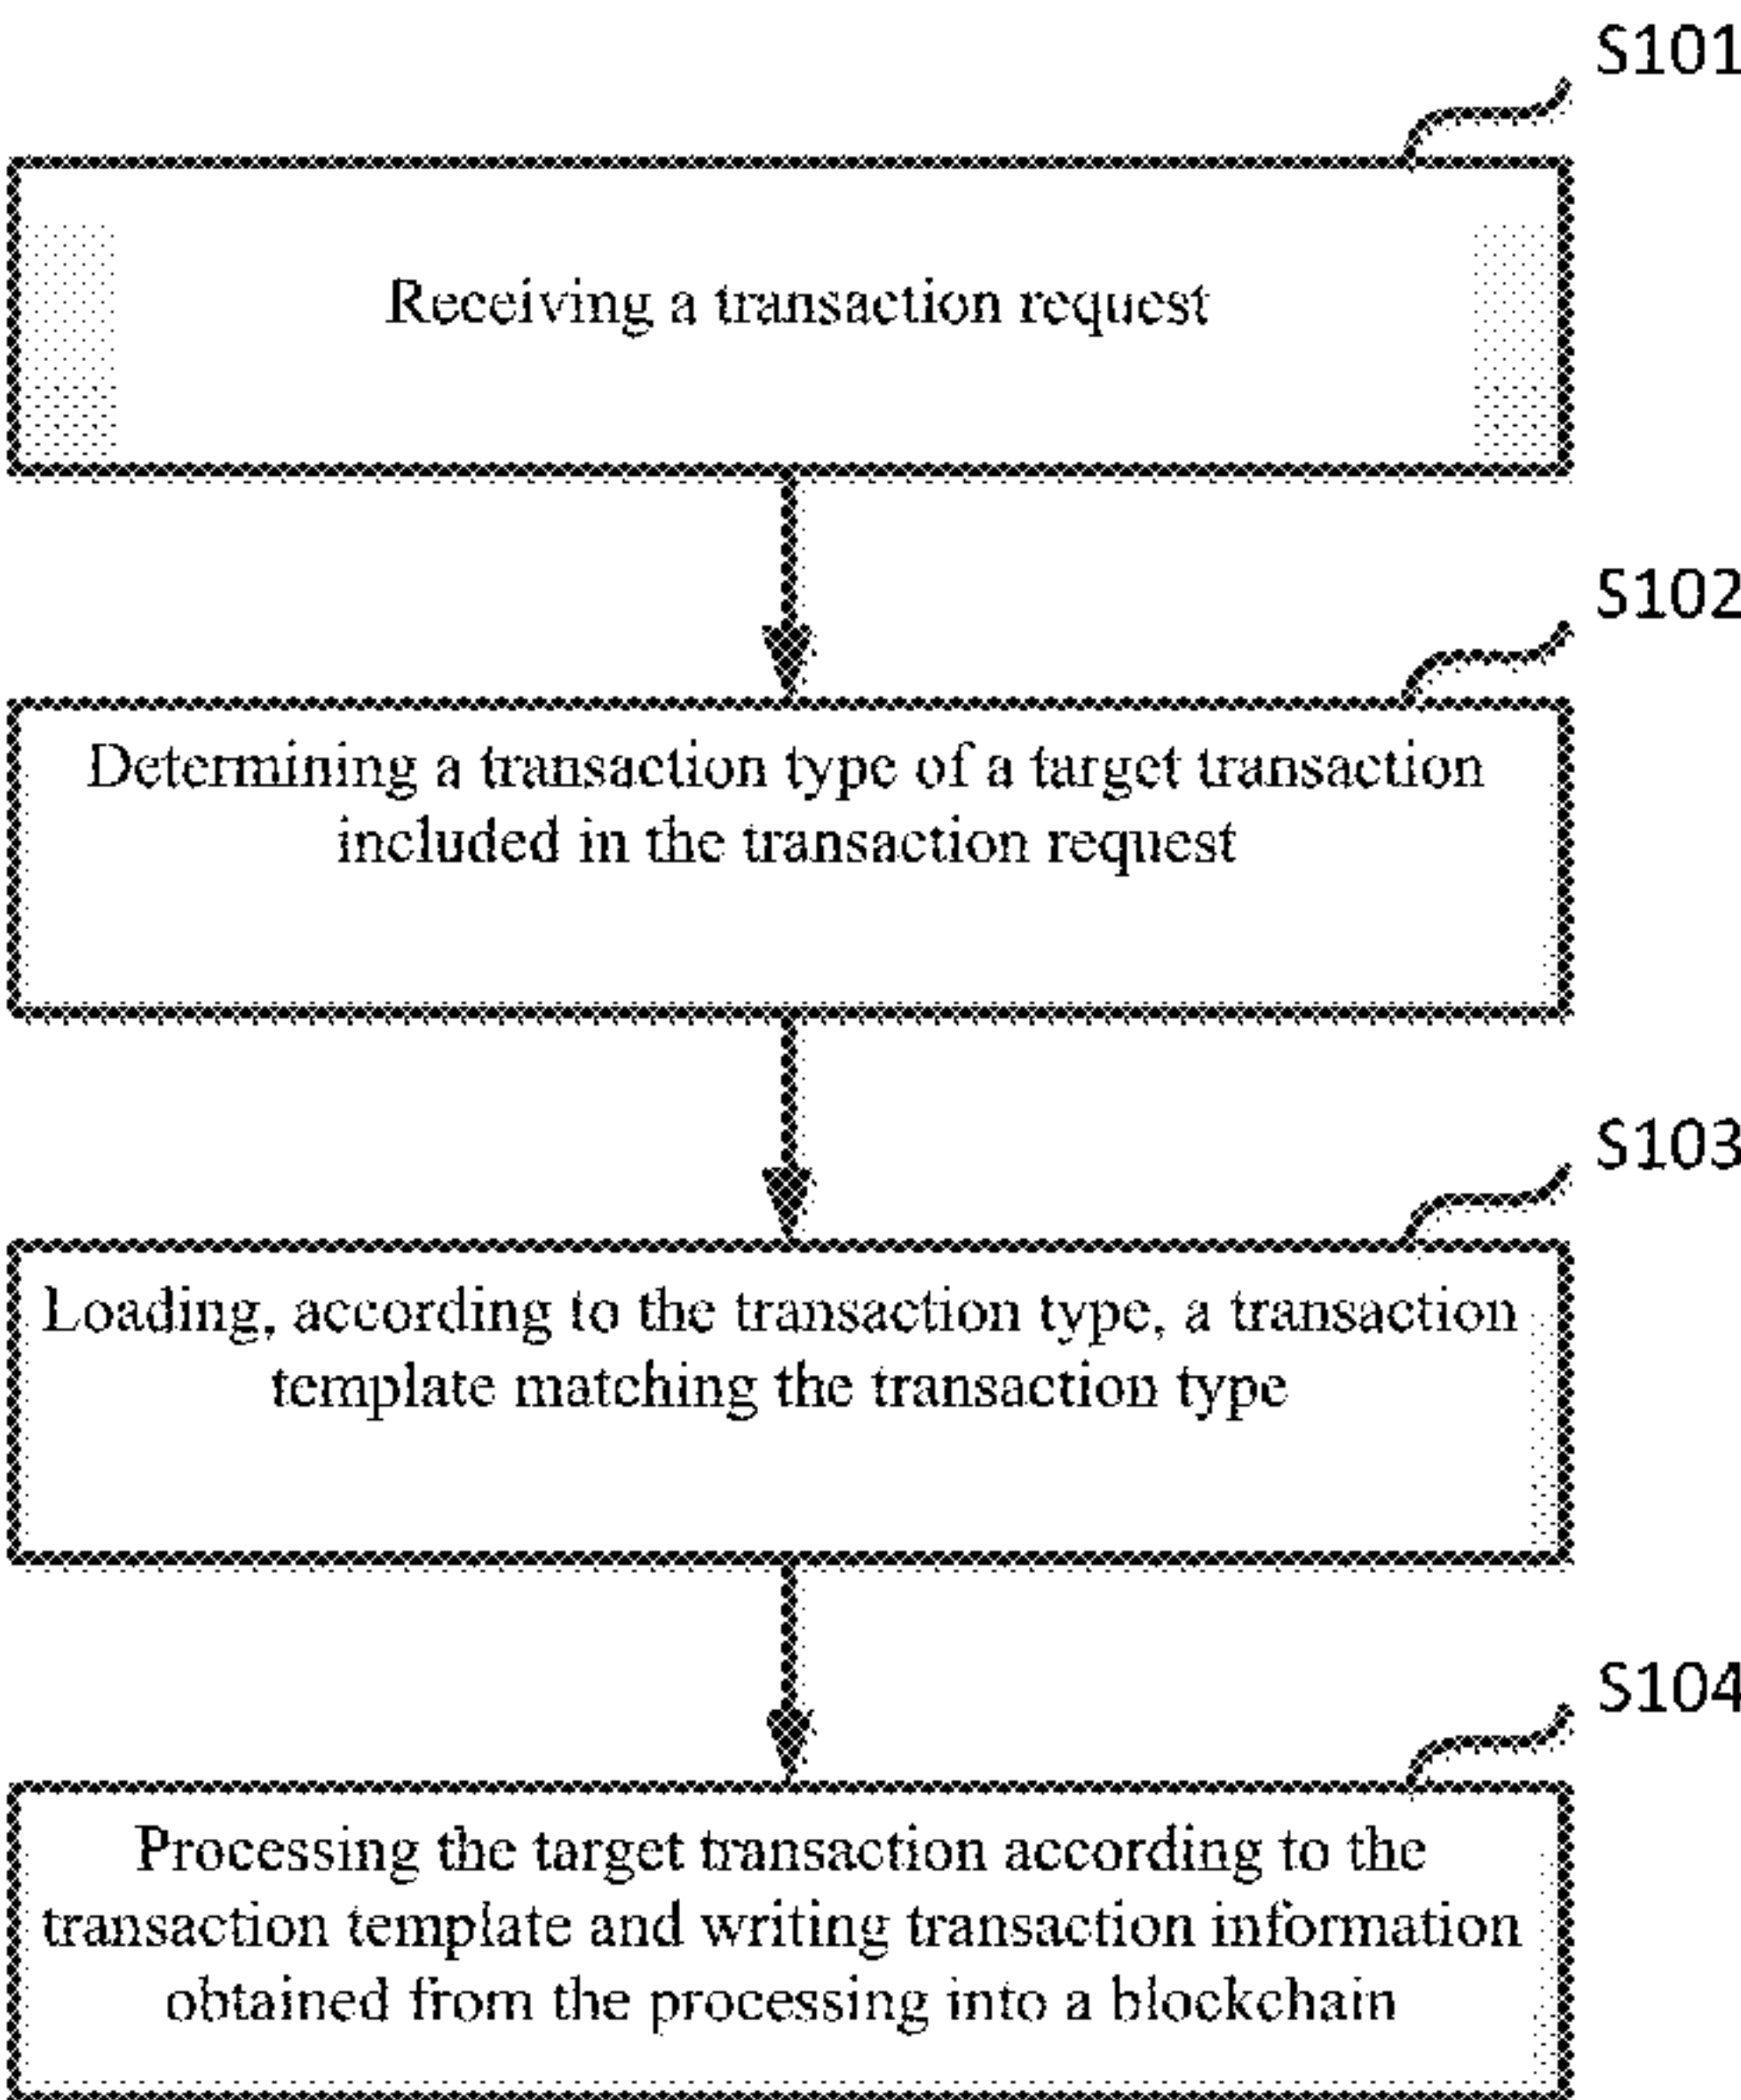 S101
Receiving a transaction request
S102
Determining a transaction type of a target transaction
included in the transaction request
S103
Loading, according to the transaction type, a transaction
template matching the transaction type
S104
Processing the target transaction according to the
transaction template and writing transaction information
obtained from the processing into a blockchain